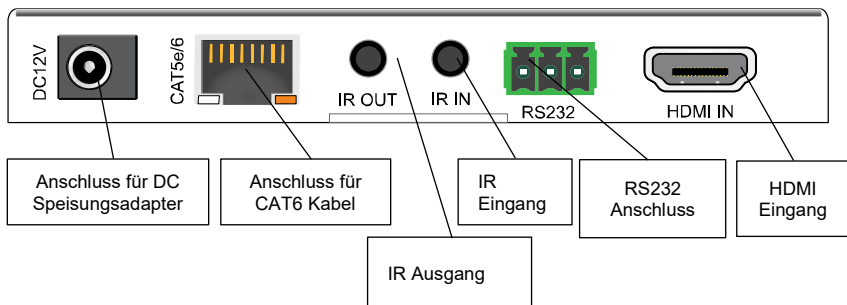 DC12V
CAT5e/6
IR OUT
IR IN
RS232
HDMI IN
Anschluss für DC
Speisungsadapter
Anschluss für
CAT6 Kabel
IR
Eingang
RS232
Anschluss
HDMI
Eingang
IR Ausgang